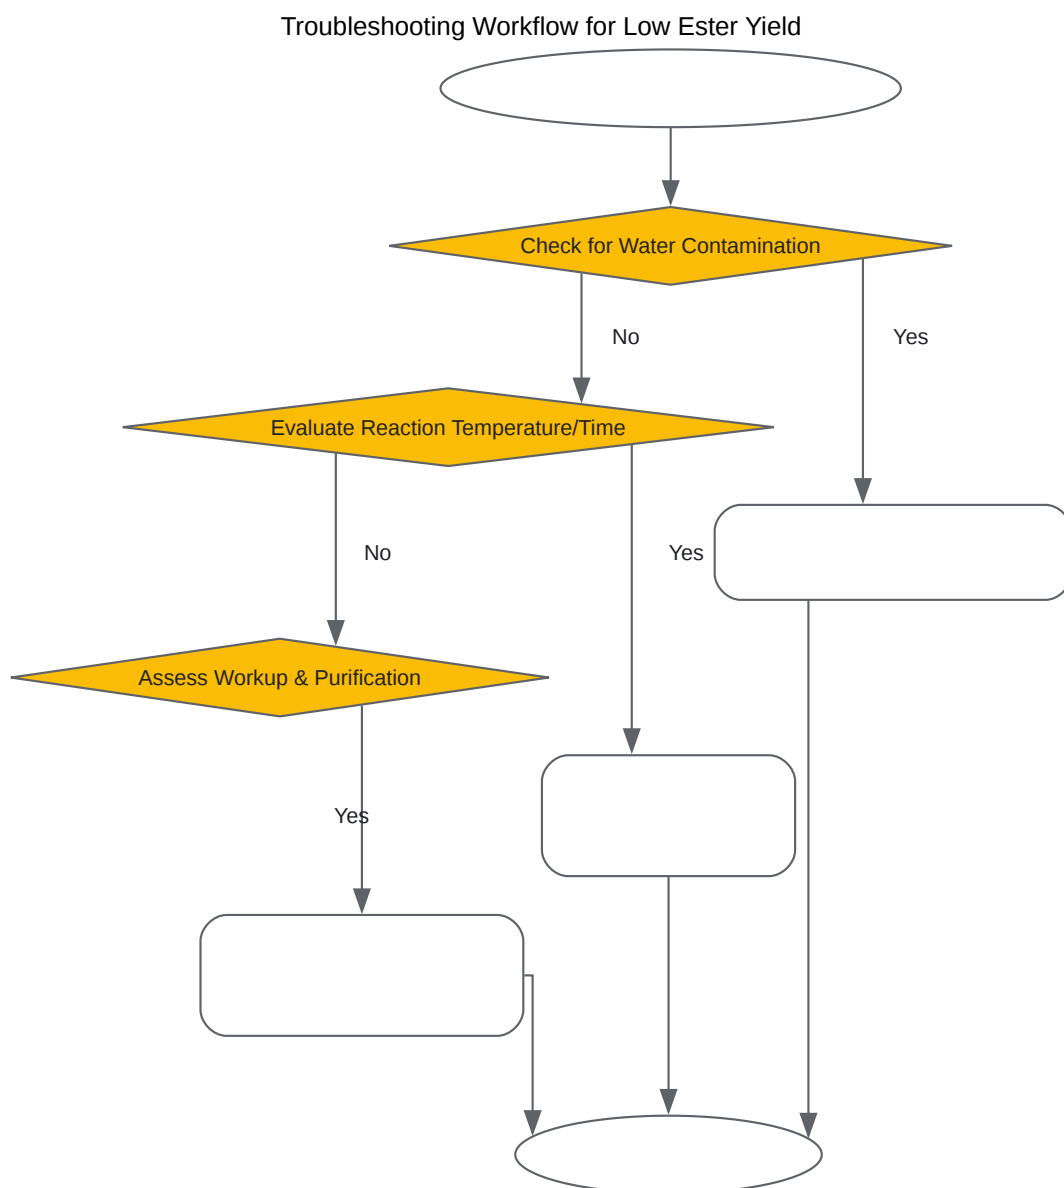 Troubleshooting Workflow for Low Ester Yield
Check for Water Contamination
No
Yes
Evaluate Reaction Temperature/Time
No
Yes
Assess Workup & Purification
Yes